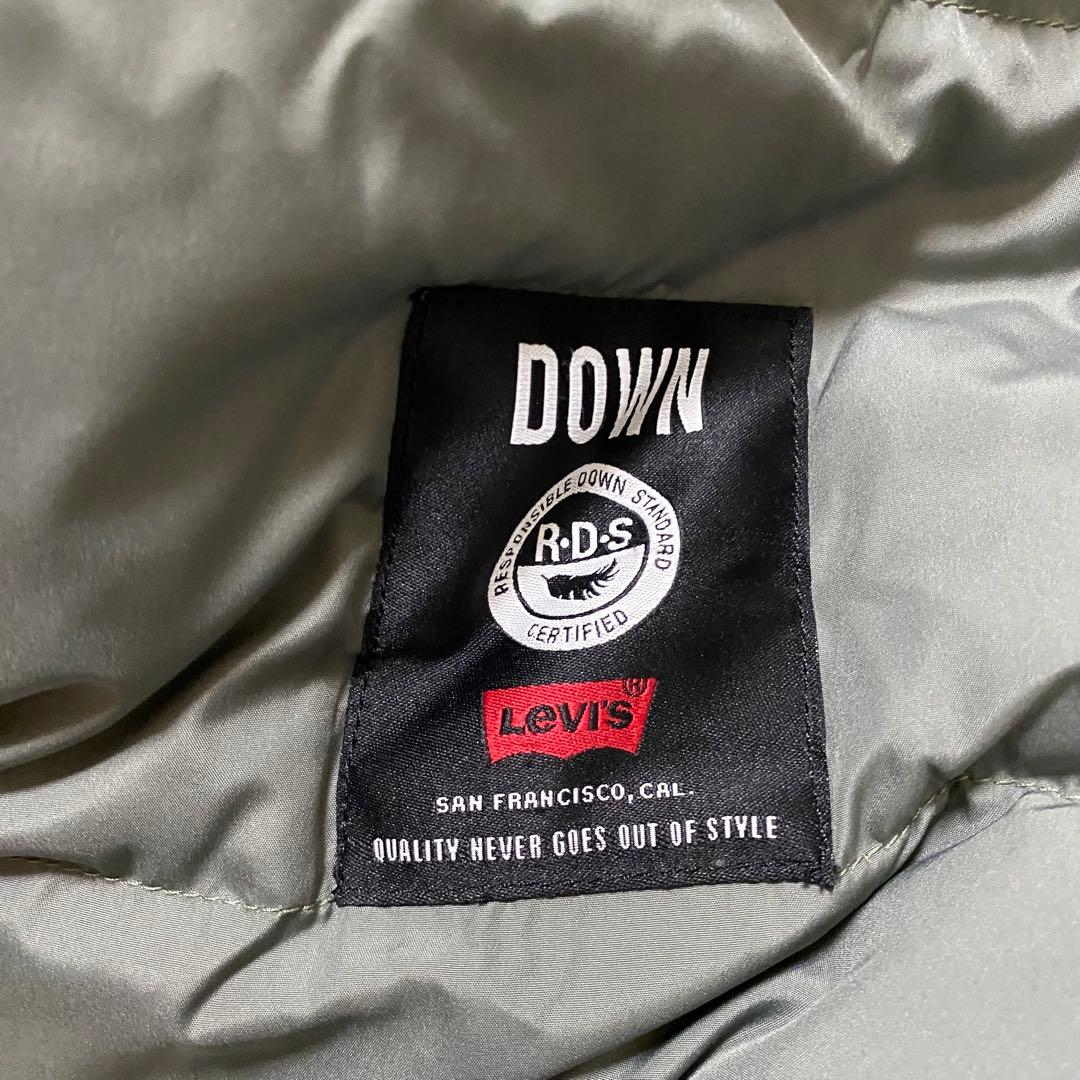 DOWN
RESPONSIBLE DOWN STANDARD
R·D·S
CERTIFIED
Levi's®
SAN FRANCISCO, CAL.
QUALITY NEVER GOES OUT OF STYLE